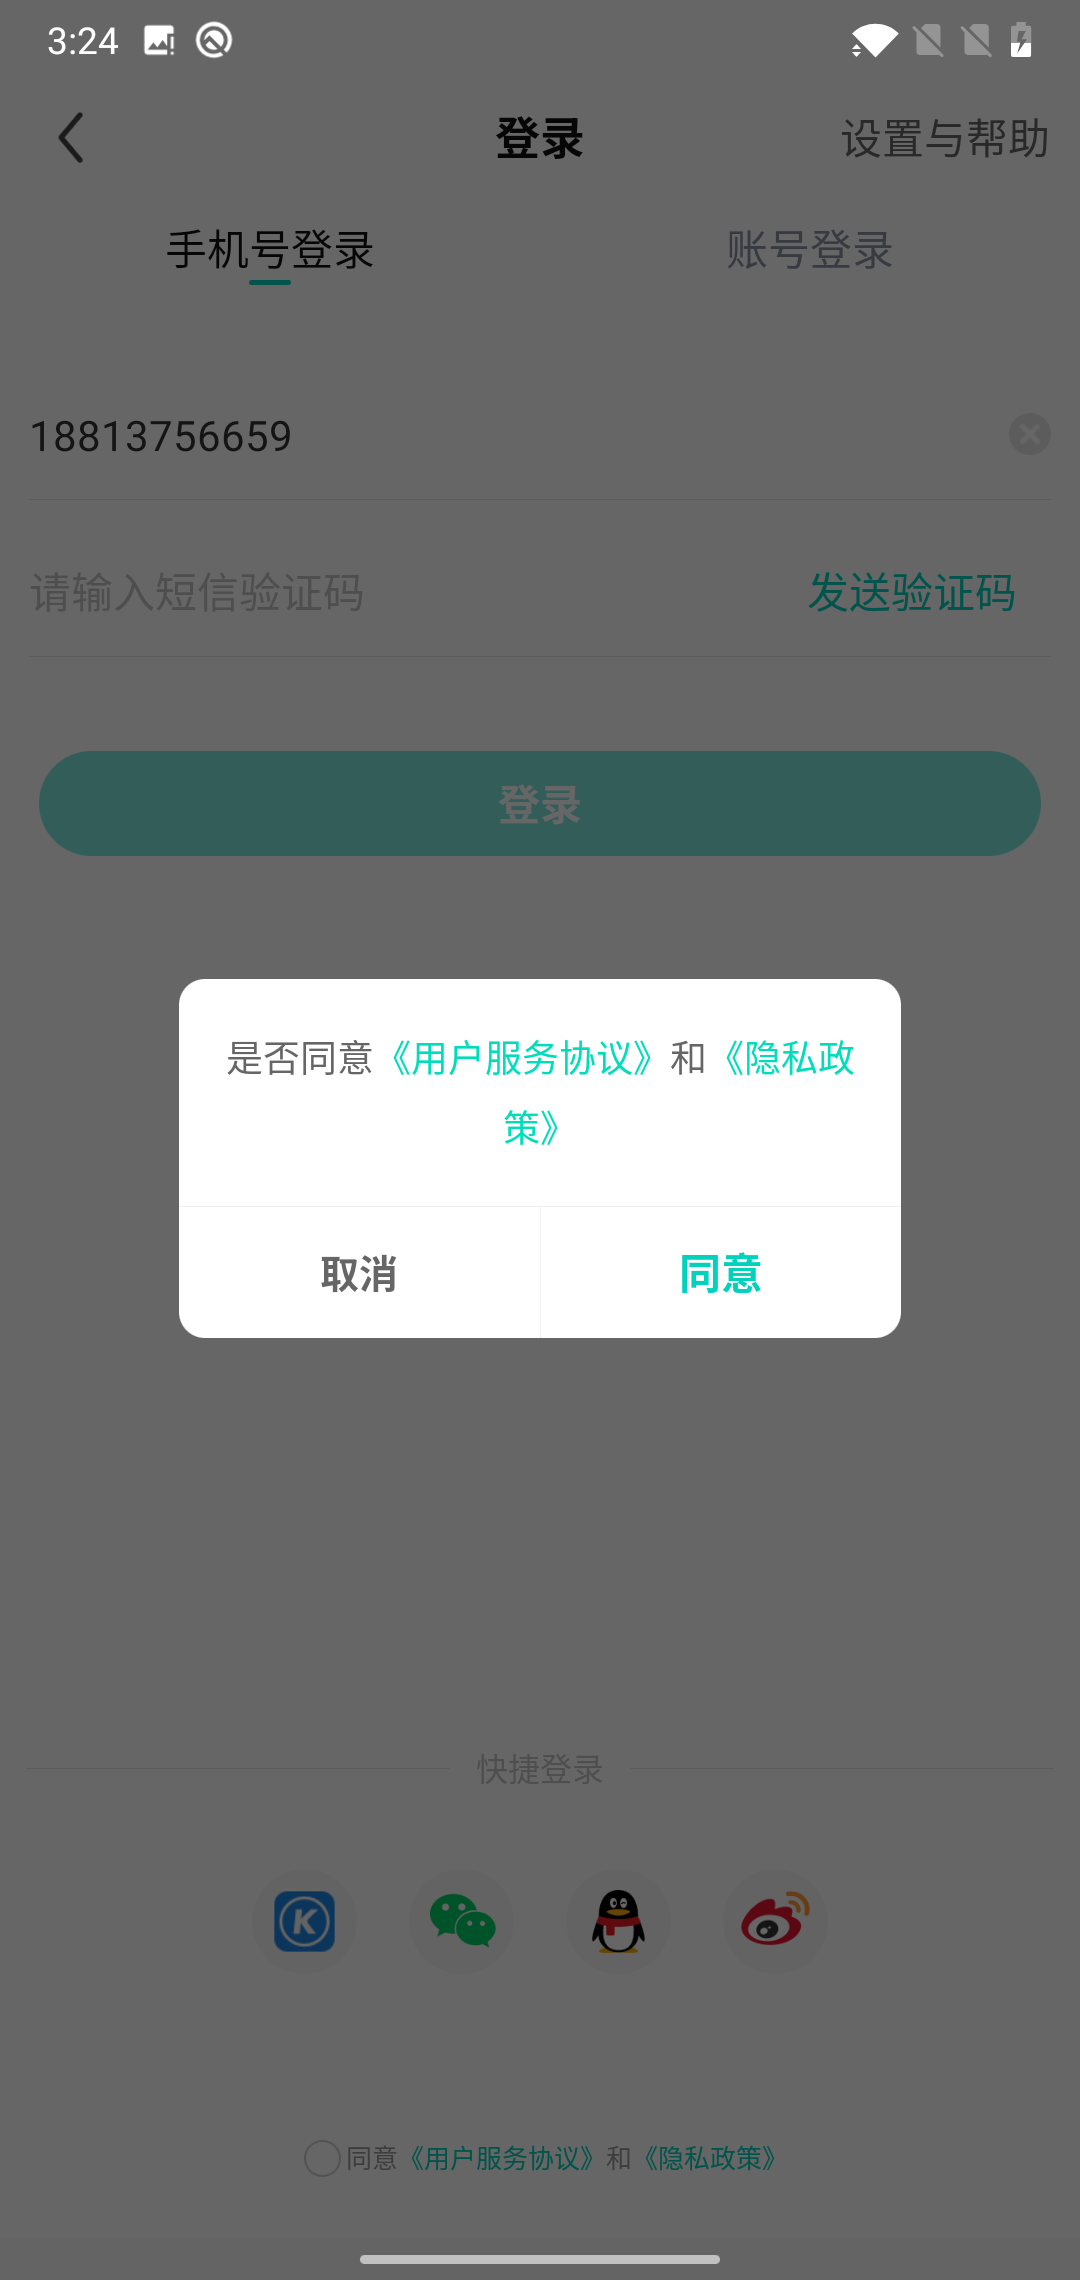 3:24
登录
设置与帮助
手机号登录
账号登录
18813756659
请输入短信验证码
发送验证码
登录
是否同意《用户服务协议》和《隐私政
策》
取消
同意
快捷登录
K
同意《用户服务协议》和《隐私政策》